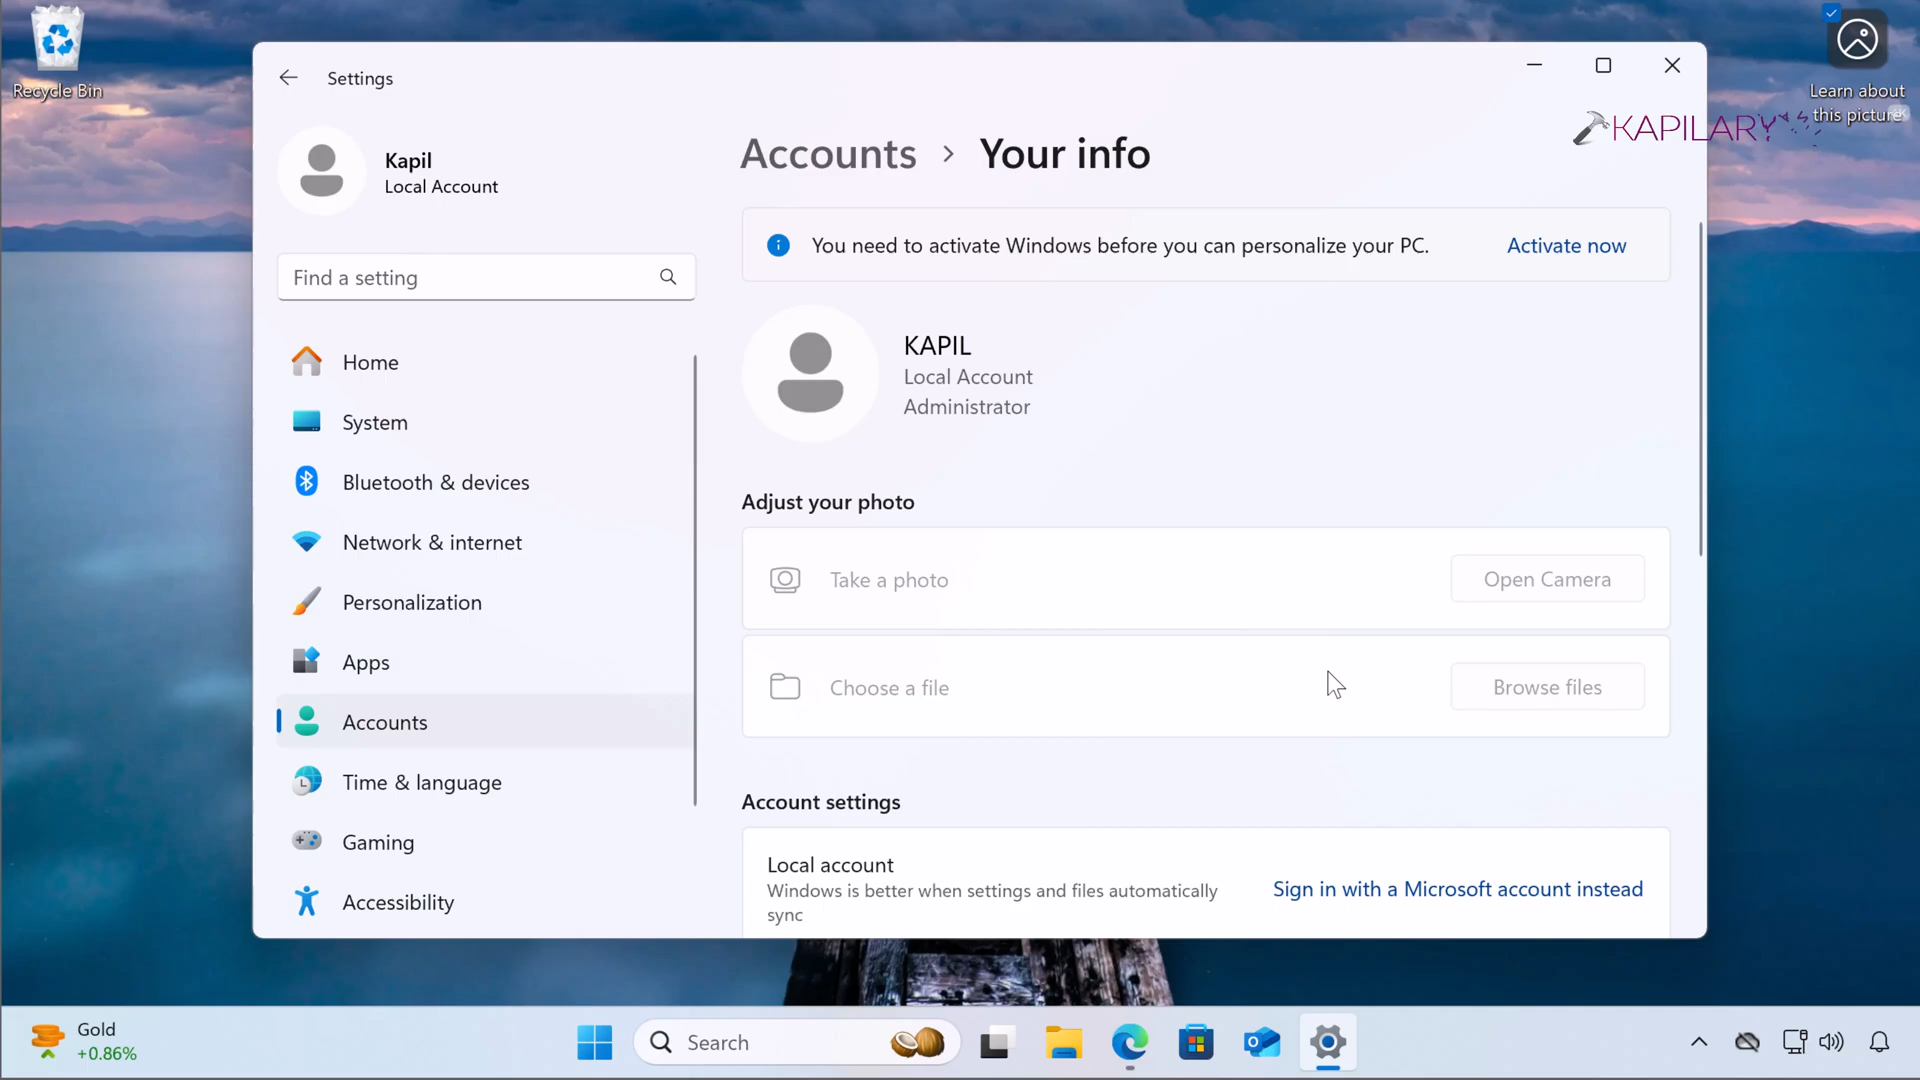 Recycle Bin
Learn about
this picture
KAPILARY
Settings
Kapil
Local Account
Find a setting
Home
System
Bluetooth & devices
Network & internet
Personalization
Apps
Accounts
Time & language
Gaming
Accessibility
Accounts > Your info
You need to activate Windows before you can personalize your PC.
Activate now
KAPIL
Local Account
Administrator
Adjust your photo
Take a photo
Open Camera
Choose a file
Browse files
Account settings
Local account
Windows is better when settings and files automatically
sync
Sign in with a Microsoft account instead
Gold
+0.86%
Search